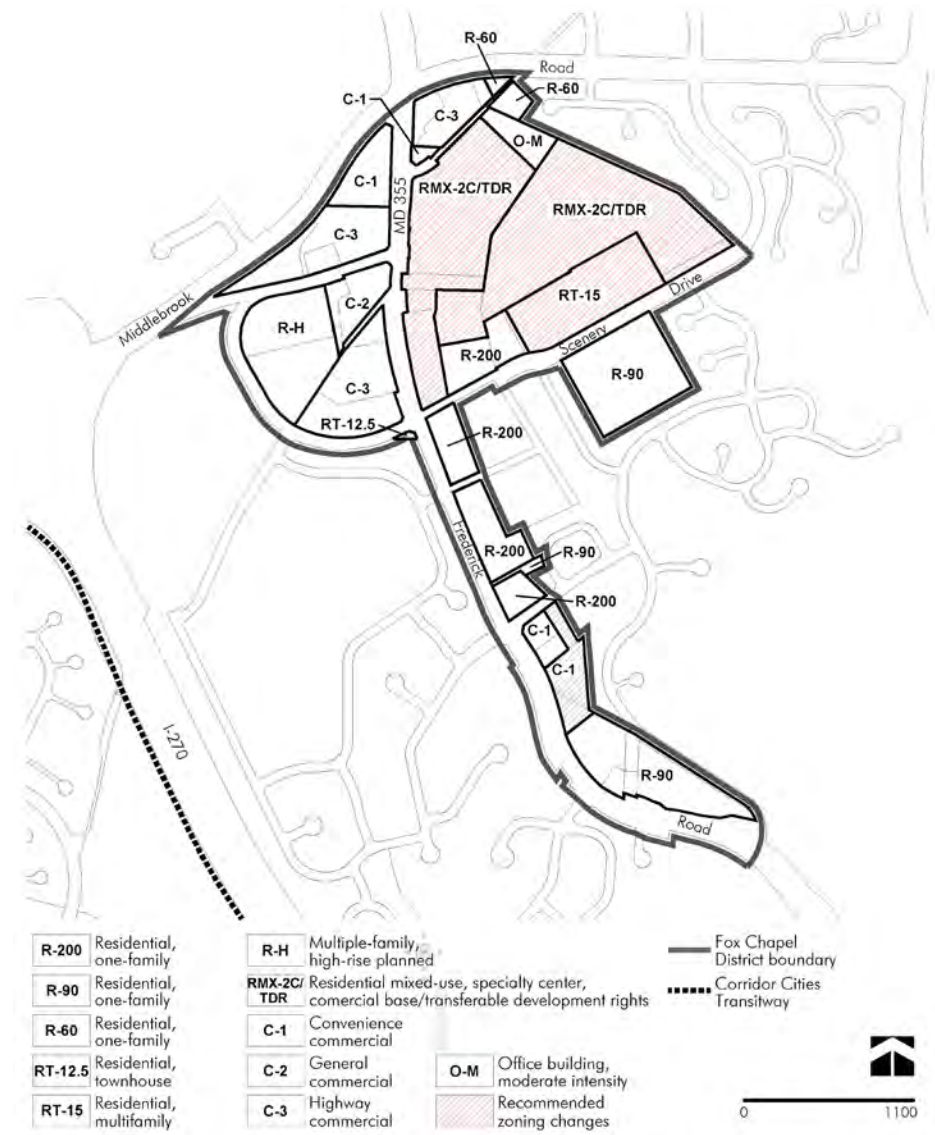 R-60
Road
R-60
C-1
C-3
O-M
C-1
MD 355
RMX-2C/TDR
RMX-2C/TDR
C-3
RT-15
Drive
Middlebrook
C-2
R-H
Scenery
R-200
R-90
C-3
RT-12.5
R-200
Frederick
R-200
R-90
R-200
C-1
C-1
I-270
R-90
Road
R-200 Residential,
one-family
R-90 Residential,
one-family
R-60 Residential,
one-family
RT-12.5 Residential,
townhouse
RT-15 Residential,
multifamily
R-H Multiple-family,
high-rise planned
RMX-2C/
TDR
Residential mixed-use, specialty center,
comercial base/transferable development rights
C-1 Convenience
commercial
C-2 General
commercial
C-3 Highway
commercial
O-M Office building,
moderate intensity
Recommended
zoning changes
Fox Chapel
District boundary
Corridor Cities
Transitway
0 1100